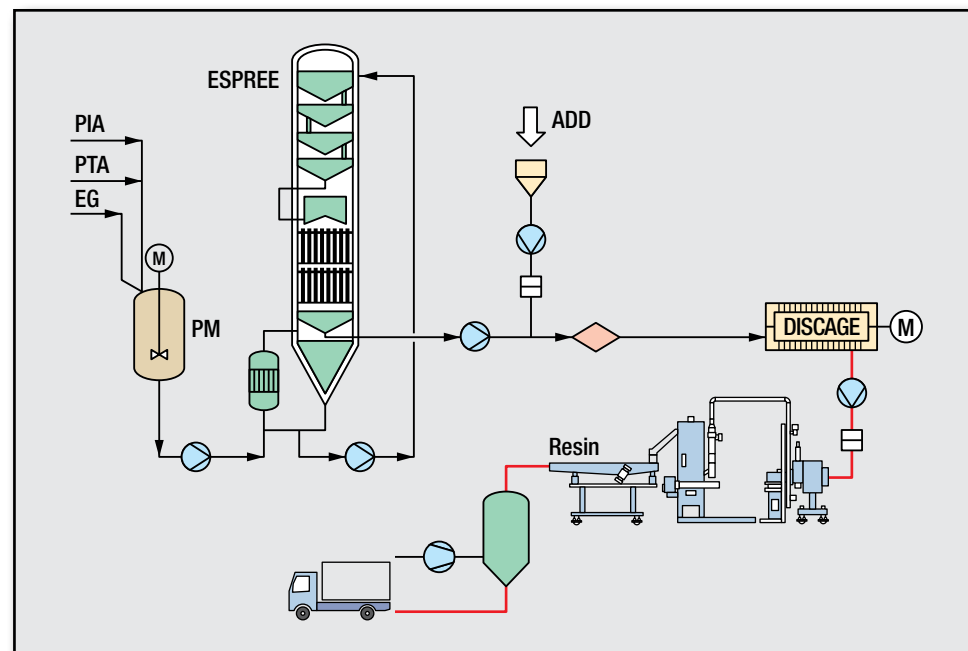 ESPREE
PIA
ADD
PTA
EG
M
PM
DISCAGE
M
Resin